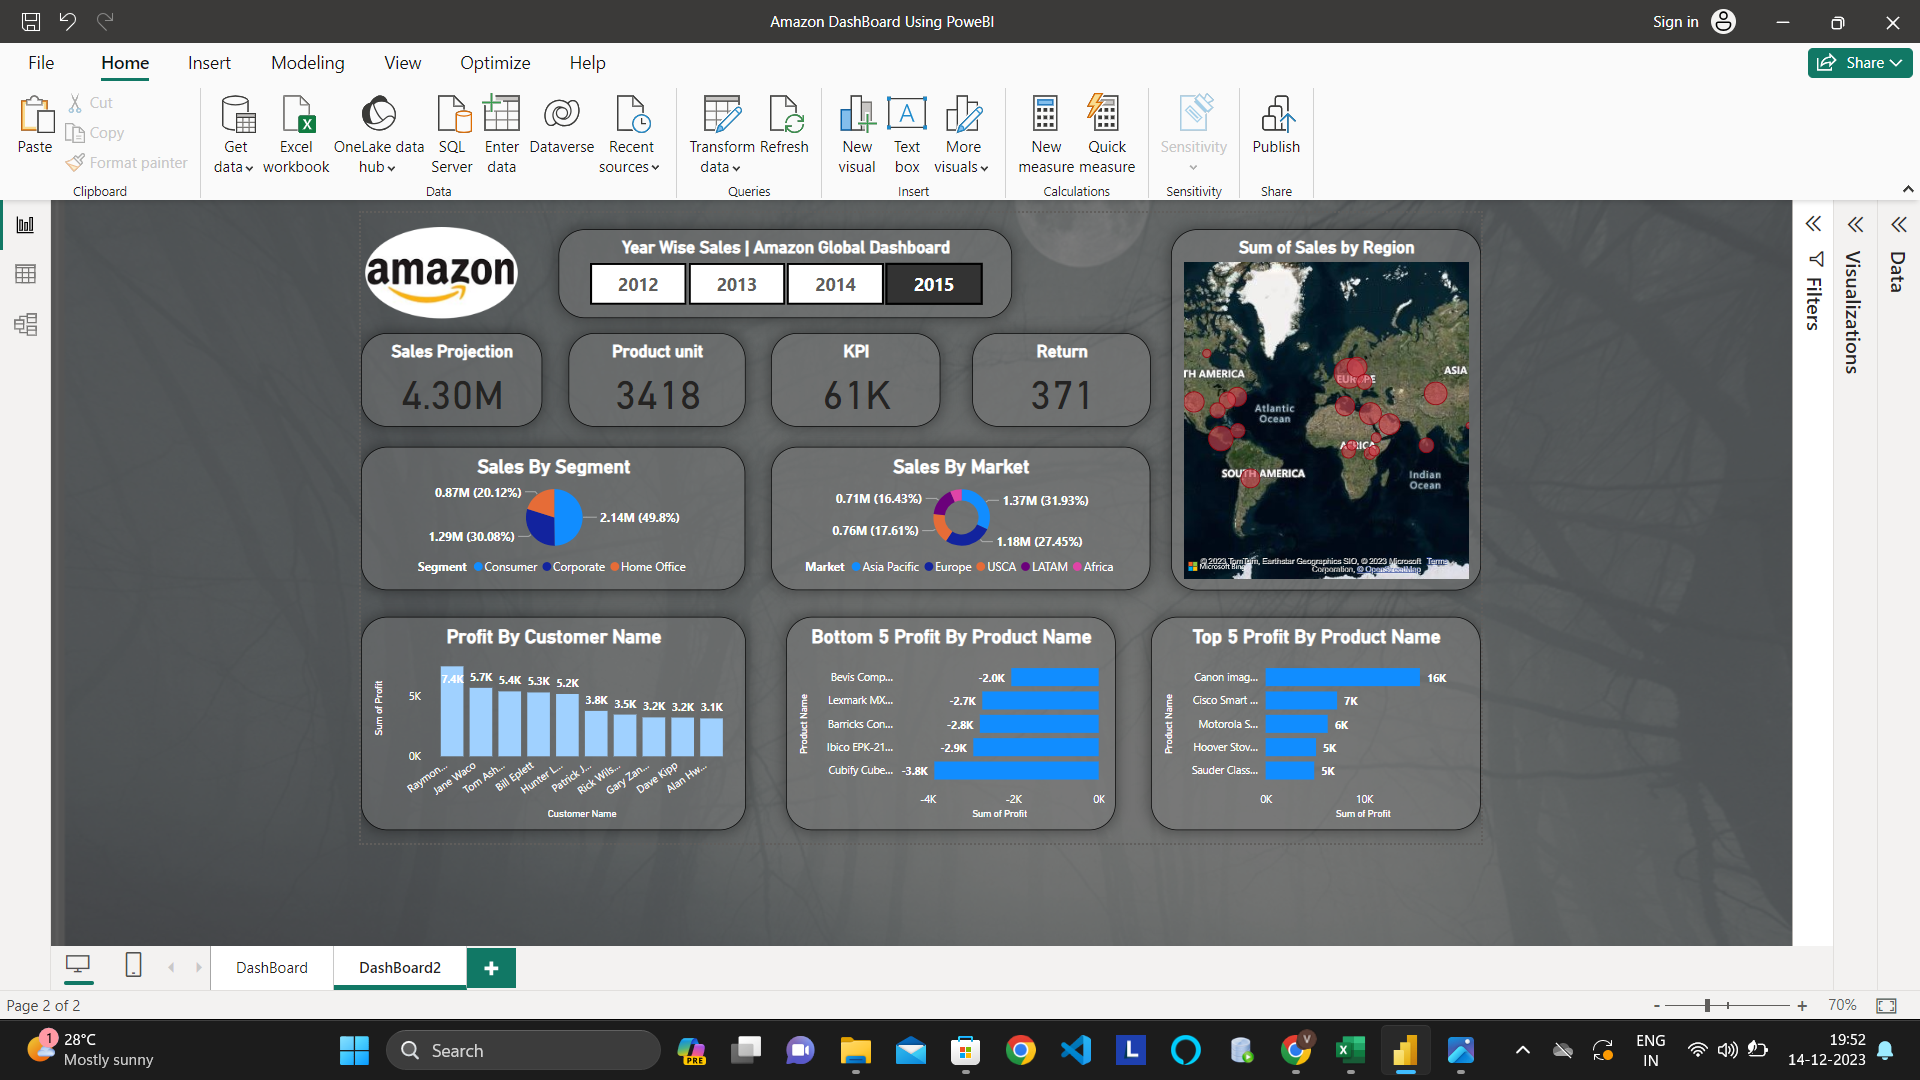 Amazon DashBoard Using PoweBI
Sign in
File Home Insert Modeling View Optimize Help
Share
Paste
Cut
Copy
Format painter
Clipboard
Get data
Excel workbook
OneLake data hub
SQL Server
Enter data
Dataverse
Recent sources
Data
Transform data
Refresh
Queries
New visual
Text box
More visuals
Insert
New measure
Quick measure
Calculations
Sensitivity
Sensitivity
Publish
Share
Filters
Visualizations
Data
amazon
Year Wise Sales | Amazon Global Dashboard
2012 2013 2014 2015
Sales Projection
4.30M
Product unit
3418
KPI
61K
Return
371
Sum of Sales by Region
TH AMERICA
EUROPE
ASIA
Atlantic
Ocean
AFRICA
SOUTH AMERICA
Indian
Ocean
© 2023 TomTom, Earthstar Geographics SIO, © 2023 Microsoft Corporation, © OpenStreetMap Terms
Microsoft Bing
Sales By Segment
0.87M (20.12%)
2.14M (49.8%)
1.29M (30.08%)
Segment Consumer Corporate Home Office
Sales By Market
0.71M (16.43%)
1.37M (31.93%)
0.76M (17.61%)
1.18M (27.45%)
Market Asia Pacific Europe USCA LATAM Africa
Profit By Customer Name
Sum of Profit
5K
0K
7.4K 5.7K 5.4K 5.3K 5.2K 3.8K 3.5K 3.2K 3.2K 3.1K
Raymon... Jane Waco Tom Ash... Bill Eplett Hunter L... Patrick J... Rick Wils... Gary Zan... Dave Kipp Alan Hw...
Customer Name
Bottom 5 Profit By Product Name
Product Name
Bevis Comp... -2.0K
Lexmark MX... -2.7K
Barricks Con... -2.8K
Ibico EPK-21... -2.9K
Cubify Cube... -3.8K
-4K -2K 0K
Sum of Profit
Top 5 Profit By Product Name
Product Name
Canon imag... 16K
Cisco Smart ... 7K
Motorola S... 6K
Hoover Stov... 5K
Sauder Class... 5K
0K 10K
Sum of Profit
DashBoard
DashBoard2
Page 2 of 2
- + 70%
1
28°C
Mostly sunny
Search
PRE
L
V
ENG
IN
19:52
14-12-2023